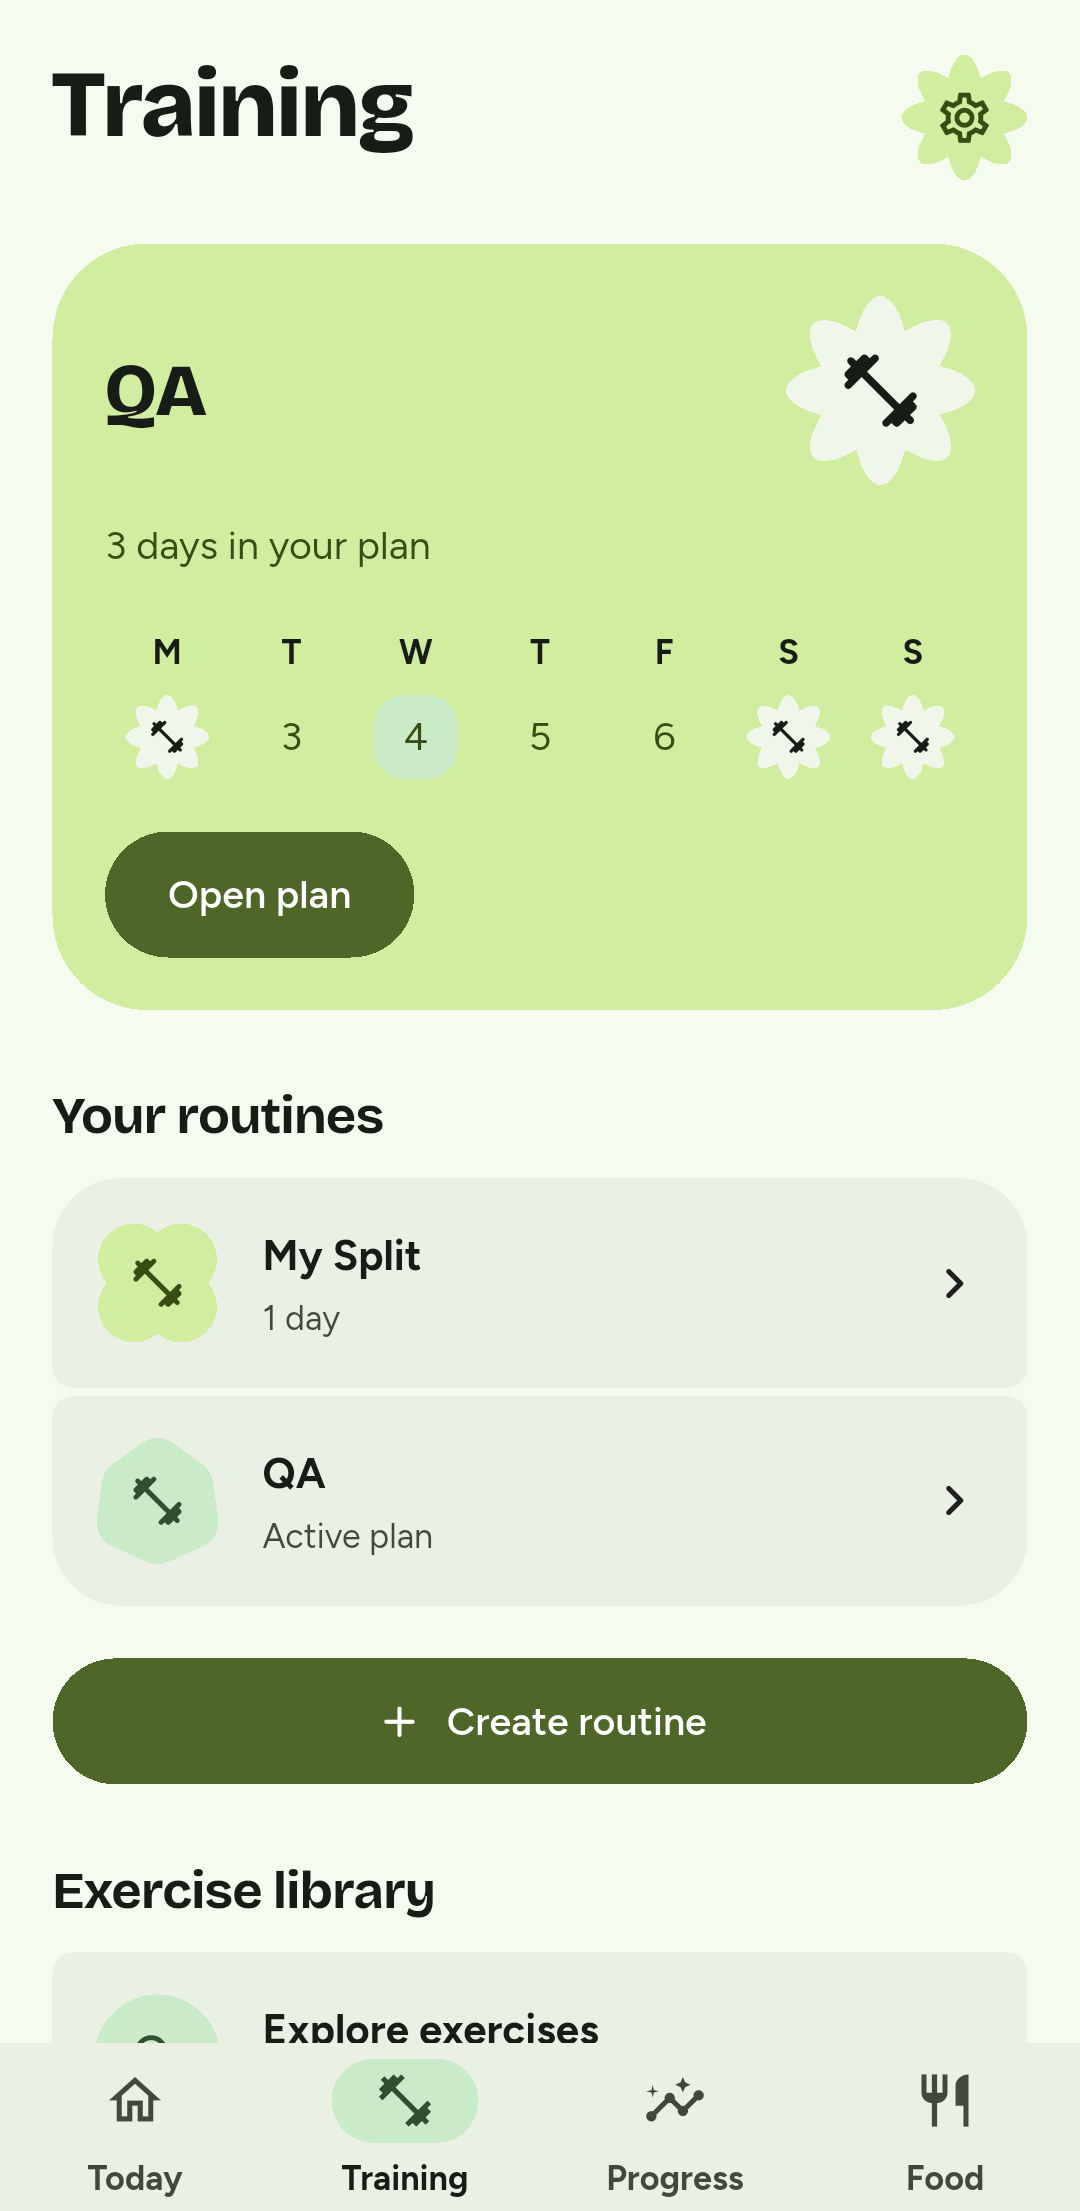 Training
QA
3 days in your plan
M T W T F S S
3 4 5 6
Open plan
Your routines
My Split
1 day
QA
Active plan
Create routine
Exercise library
Explore exercises
Today Training Progress Food